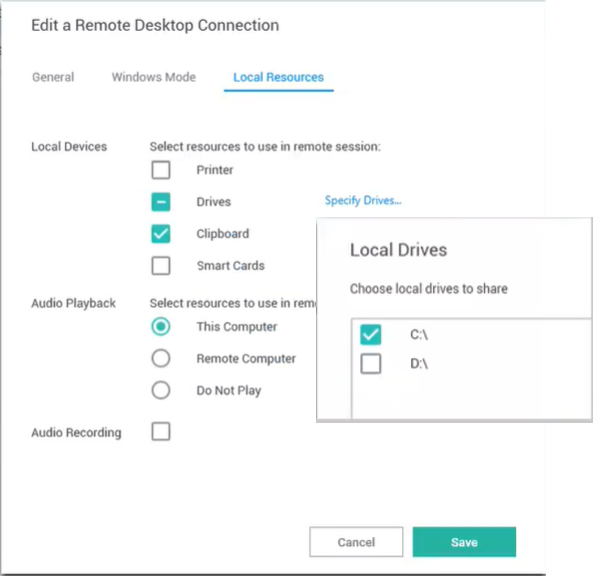 Edit a Remote Desktop Connection
General Windows Mode Local Resources
Local Devices Select resources to use in remote session:
Printer
Drives Specify Drives...
Clipboard
Smart Cards
Audio Playback Select resources to use in rem
This Computer
Remote Computer
Do Not Play
Audio Recording
Local Drives
Choose local drives to share
C:\
D:\
Cancel Save